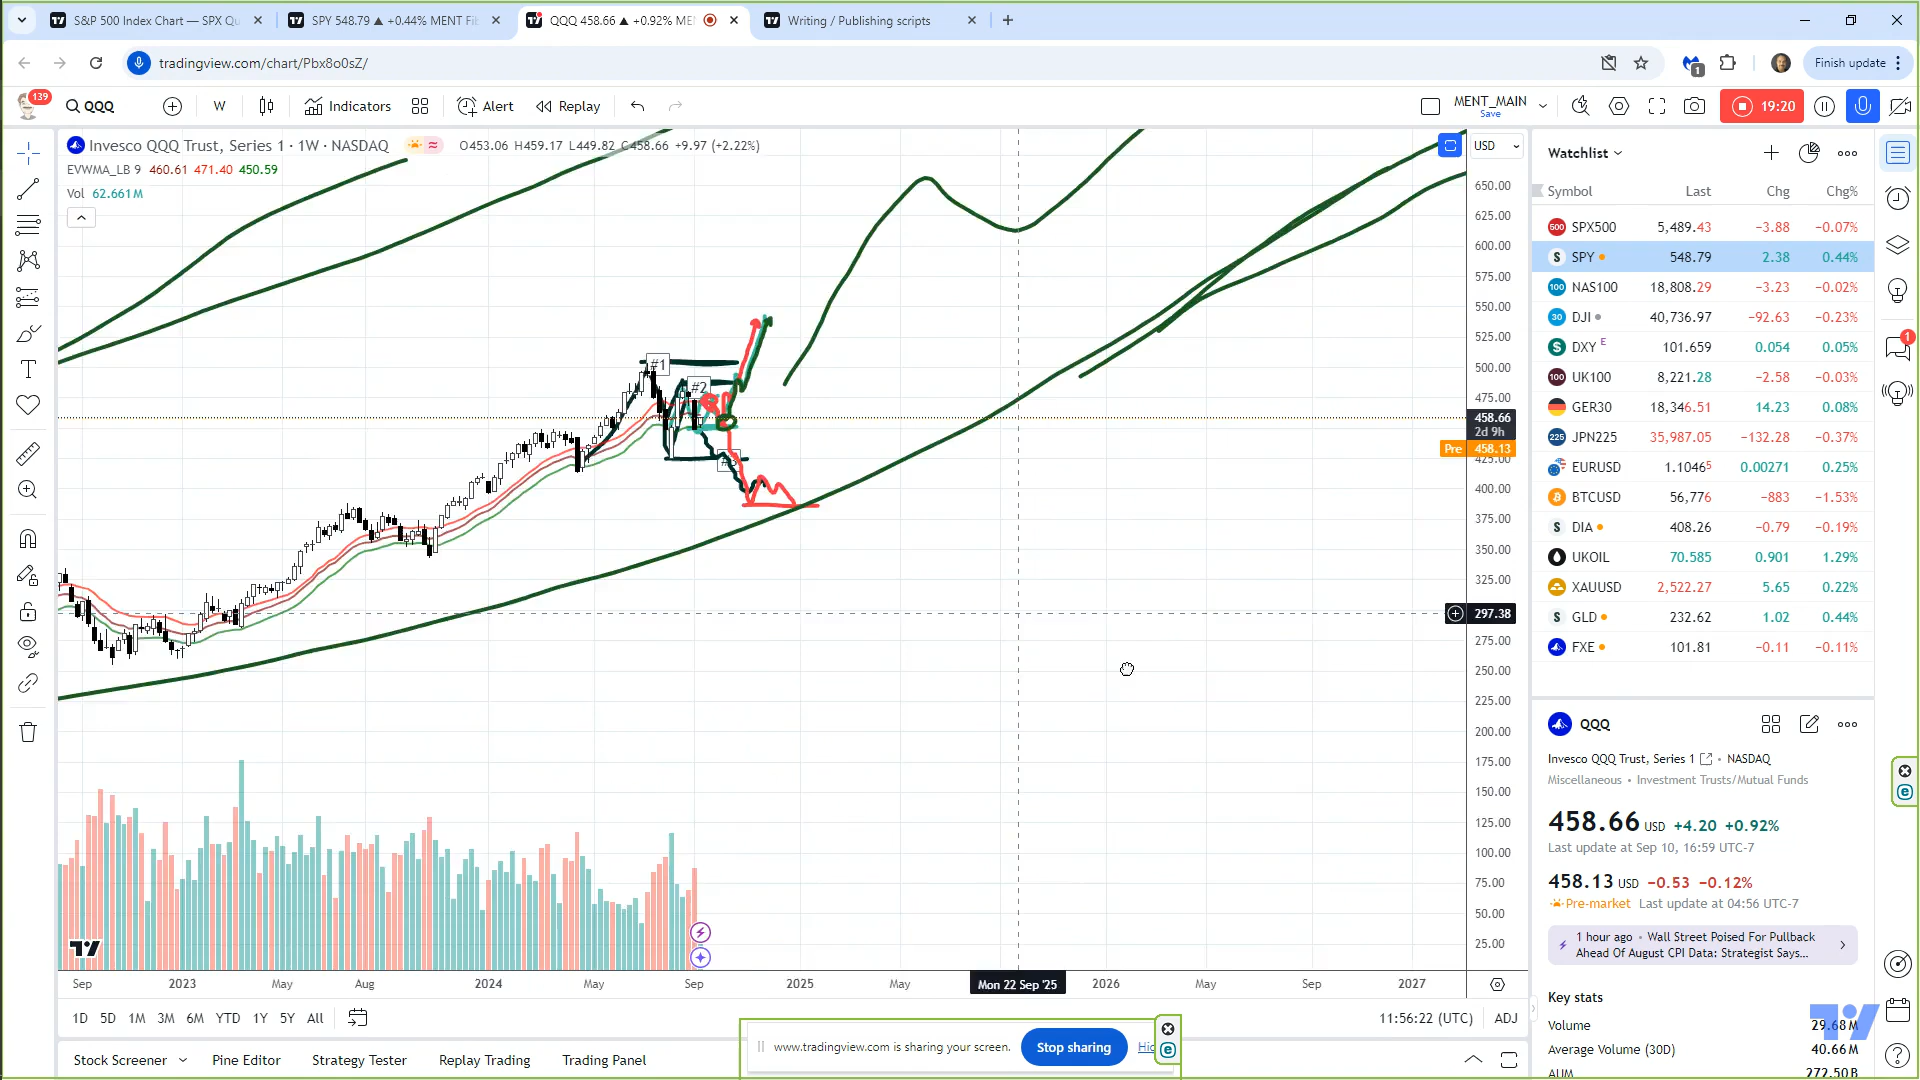 S&P 500 Index Chart — SPX Qu
SPY 548.79 ▲ +0.44% MENT Fib
QQQ 458.66 ▲ +0.92% MEN
Writing / Publishing scripts
tradingview.com/chart/Pbx8o0sZ/
1
Finish update
139
QQQ
W
Indicators
Alert
Replay
MENT_MAIN
Save
19:20
Invesco QQQ Trust, Series 1 · 1W · NASDAQ
O453.06 H459.17 L449.82 C458.66 +9.97 (+2.22%)
EVWMA_LB 9 460.61 471.40 450.59
Vol 62.661M
USD
650.00
625.00
600.00
575.00
550.00
525.00
500.00
475.00
458.66
2d 9h
Pre 458.13
425.00
400.00
375.00
350.00
325.00
297.38
275.00
250.00
225.00
200.00
175.00
150.00
125.00
100.00
75.00
50.00
25.00
#1
#2
Sep
2023
May
Aug
2024
May
Sep
2025
May
Mon 22 Sep '25
2026
May
Sep
2027
1D 5D 1M 3M 6M YTD 1Y 5Y All
11:56:22 (UTC) ADJ
Stock Screener
Pine Editor
Strategy Tester
Replay Trading
Trading Panel
www.tradingview.com is sharing your screen.
Stop sharing
Watchlist
Symbol Last Chg Chg%
500 SPX500 5,489.43 −3.88 −0.07%
S SPY 548.79 2.38 0.44%
100 NAS100 18,808.29 −3.23 −0.02%
30 DJI 40,736.97 −92.63 −0.23%
$ DXY E 101.659 0.054 0.05%
100 UK100 8,221.28 −2.58 −0.03%
GER30 18,346.51 14.23 0.08%
225 JPN225 35,987.05 −132.28 −0.37%
EURUSD 1.10465 0.00271 0.25%
BTCUSD 56,776 −883 −1.53%
S DIA 408.26 −0.79 −0.19%
UKOIL 70.585 0.901 1.29%
XAUUSD 2,522.27 5.65 0.22%
S GLD 232.62 1.02 0.44%
FXE 101.81 −0.11 −0.11%
1
QQQ
Invesco QQQ Trust, Series 1 • NASDAQ
Miscellaneous • Investment Trusts/Mutual Funds
458.66 USD +4.20 +0.92%
Last update at Sep 10, 16:59 UTC-7
458.13 USD −0.53 −0.12%
Pre-market Last update at 04:56 UTC-7
1 hour ago • Wall Street Poised For Pullback
Ahead Of August CPI Data: Strategist Says...
Key stats
Volume 29.68M
Average Volume (30D) 40.66M
AUM 272.50B